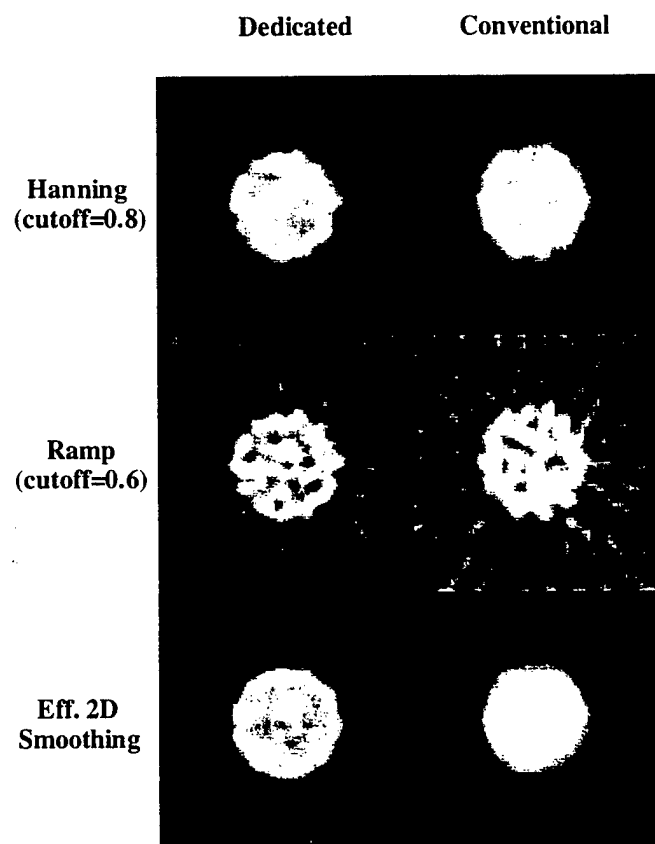 Dedicated
Conventional
Hanning
(cutoff=0.8)
Ramp
(cutoff=0.6)
Eff. 2D
Smoothing